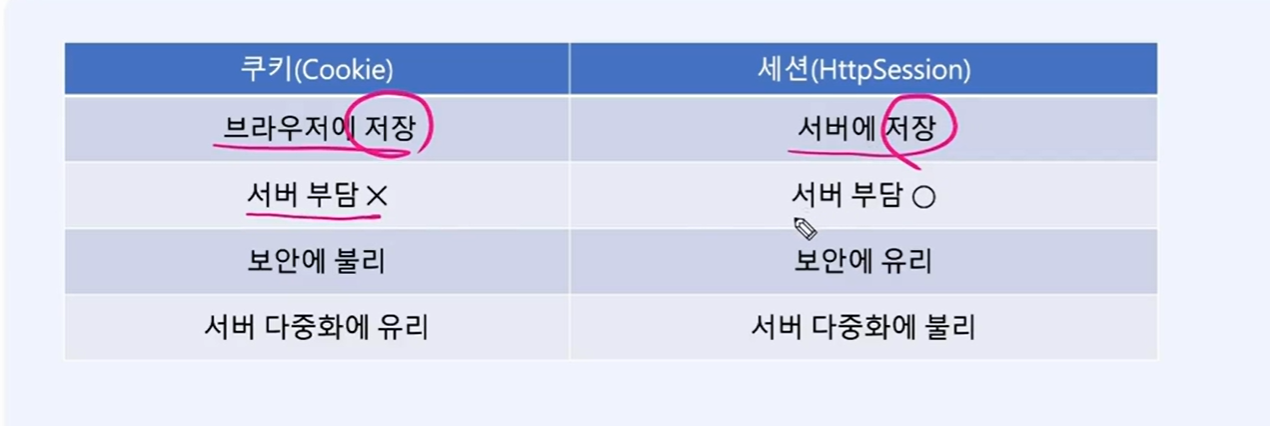 쿠키(Cookie) 세션(HttpSession)
브라우저에 저장 서버에 저장
서버 부담 × 서버 부담 ○
보안에 불리 보안에 유리
서버 다중화에 유리 서버 다중화에 불리